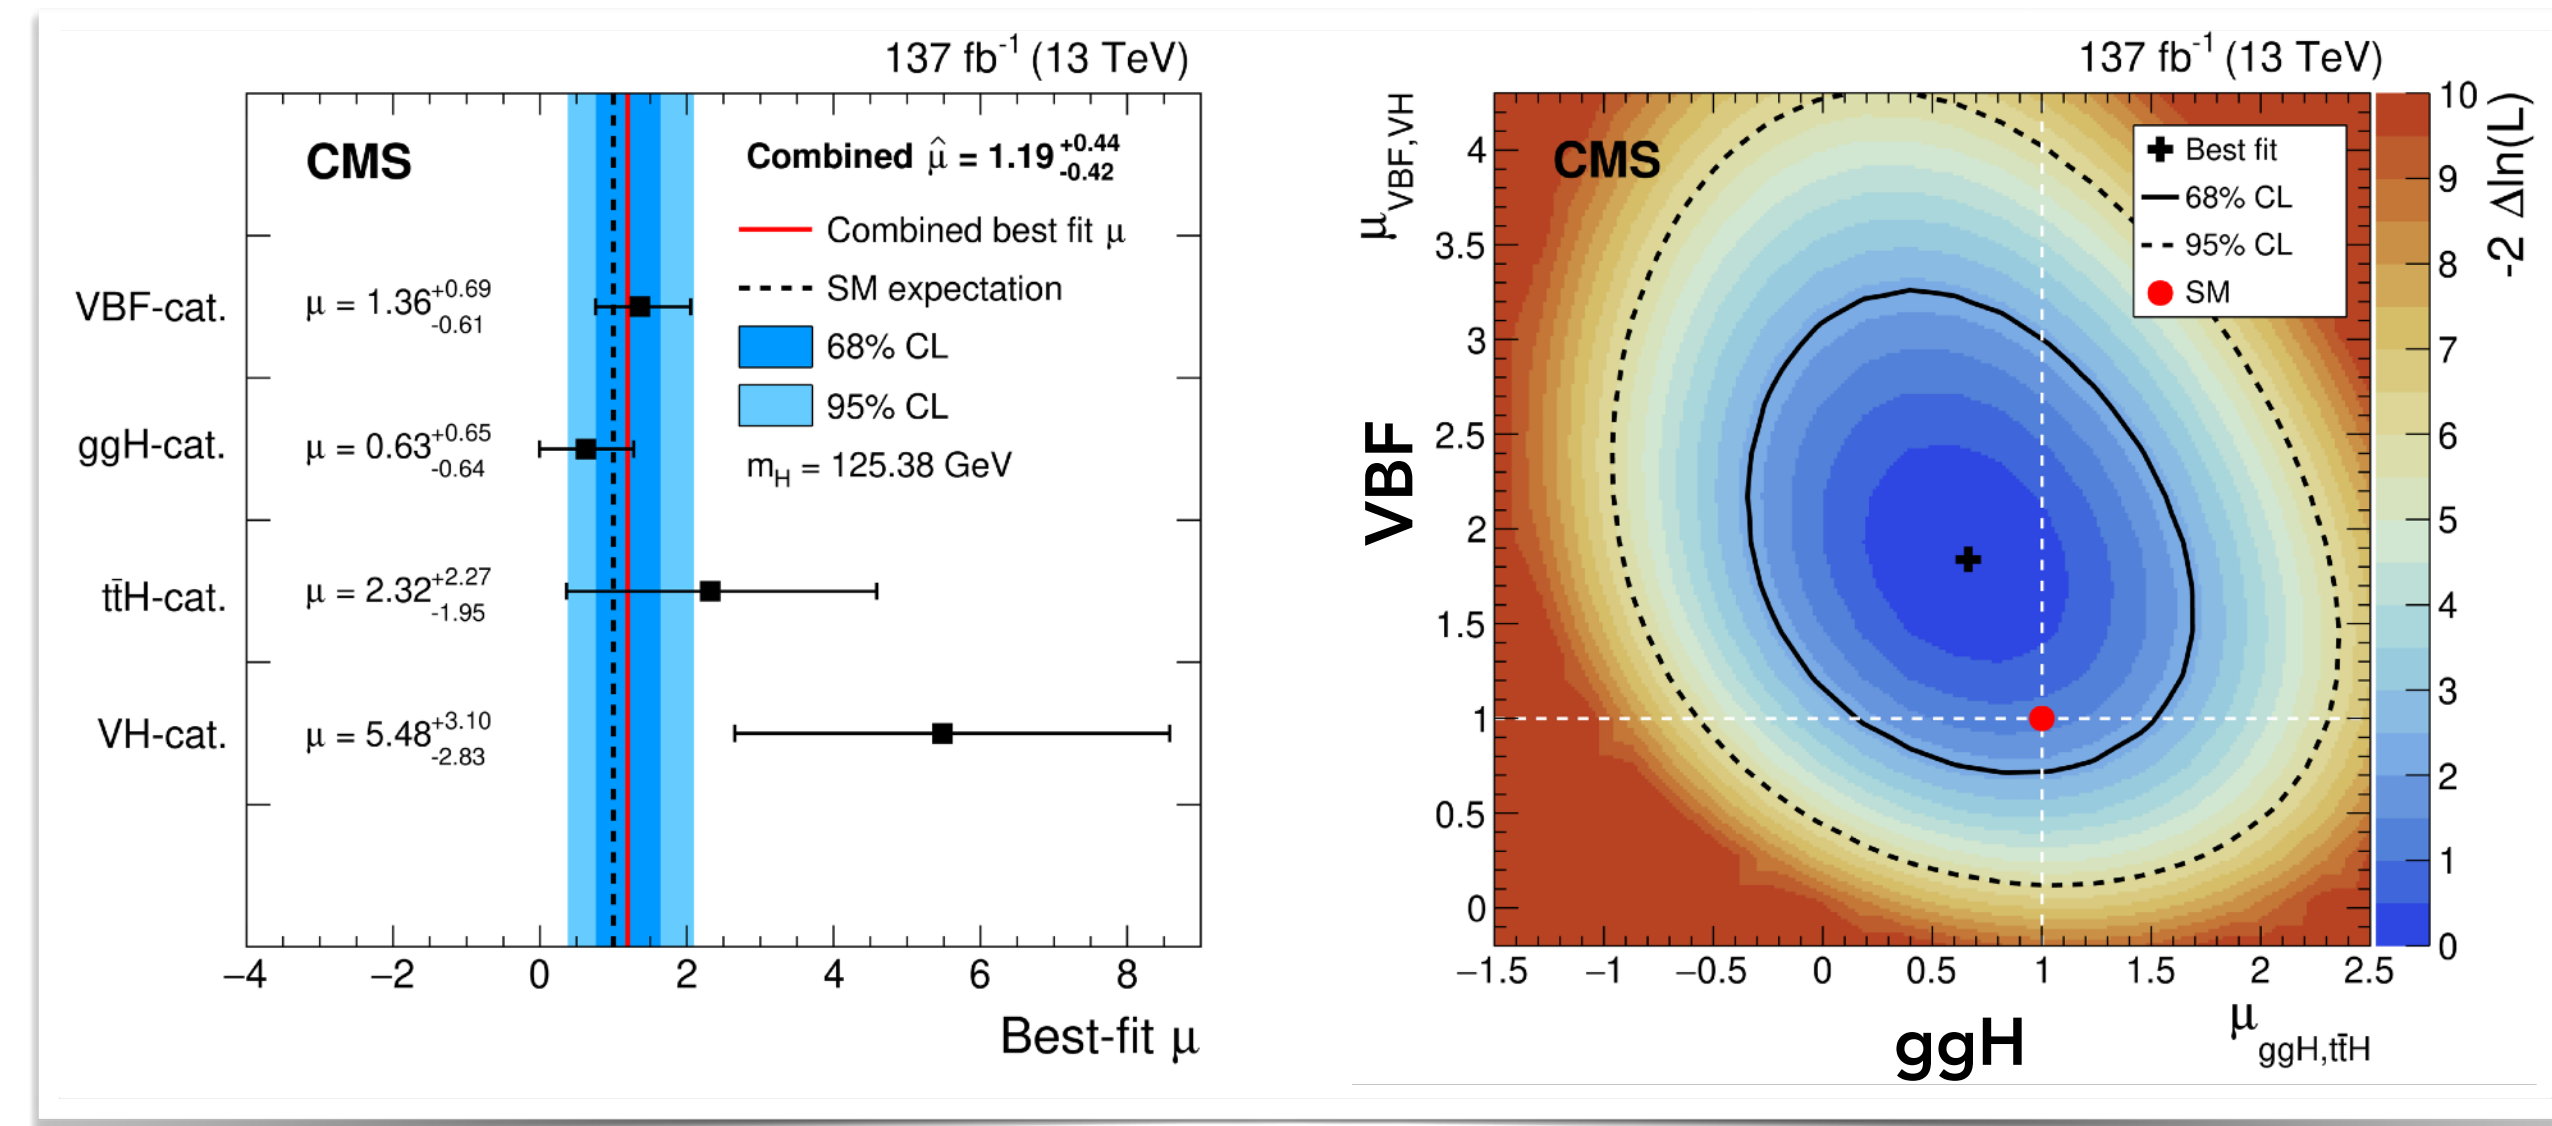 137 fb-1 (13 TeV)
CMS
Combined μ̂ = 1.19 +0.44 -0.42
Combined best fit μ
SM expectation
68% CL
95% CL
mH = 125.38 GeV
VBF-cat.
μ = 1.36 +0.69 -0.61
ggH-cat.
μ = 0.63 +0.65 -0.64
tt̄H-cat.
μ = 2.32 +2.27 -1.95
VH-cat.
μ = 5.48 +3.10 -2.83
−4 −2 0 2 4 6 8
Best-fit μ
137 fb-1 (13 TeV)
μVBF,VH
VBF
CMS
Best fit
68% CL
95% CL
SM
4
3.5
3
2.5
2
1.5
1
0.5
0
−1.5 −1 −0.5 0 0.5 1 1.5 2 2.5
ggH
μggH,tt̄H
10
9
8
7
6
5
4
3
2
1
0
-2 Δln(L)